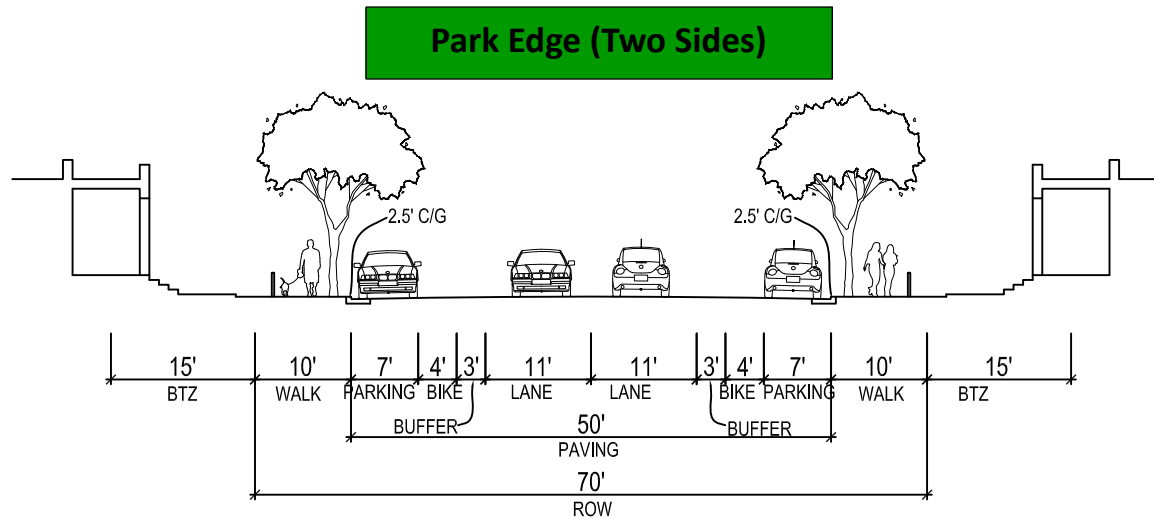 Park Edge (Two Sides)
2.5' C/G
2.5' C/G
15'
10'
7'
4'
3'
11'
11'
3'
4'
7'
10'
15'
BTZ
WALK
PARKING
BIKE
LANE
LANE
BIKE
PARKING
WALK
BTZ
BUFFER
50'
BUFFER
PAVING
70'
ROW